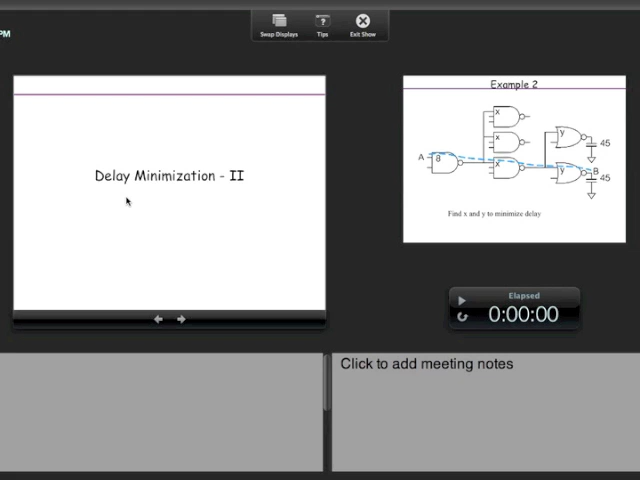 PM
Swap Displays
Tips
Exit Show
Delay Minimization - II
Example 2
x
x
x
y
y
A
8
B
45
45
Find x and y to minimize delay
Elapsed
0:00:00
Click to add meeting notes